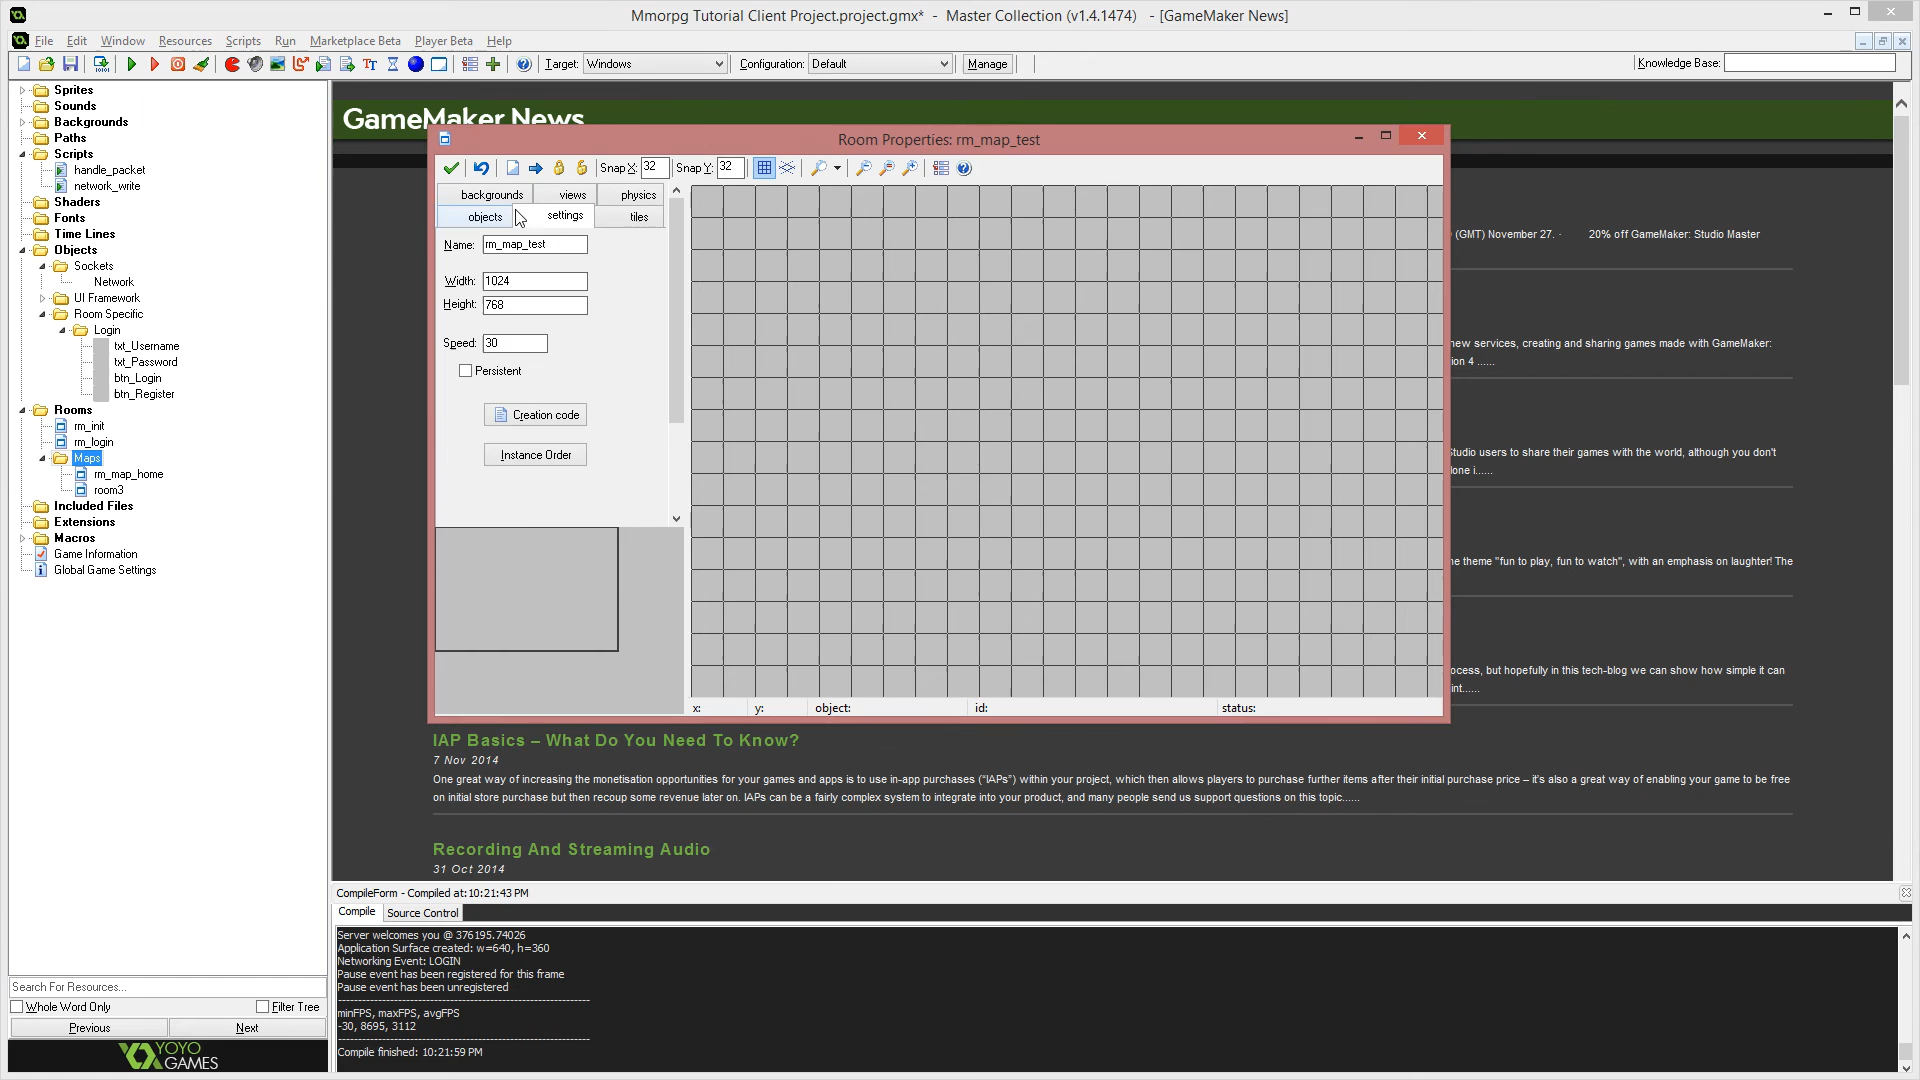 Mmorpg Tutorial Client Project.project.gmx* - Master Collection (v1.4.1474) - [GameMaker News]
File Edit Window Resources Scripts Run Marketplace Beta Player Beta Help
Target: Windows Configuration: Default Manage Knowledge Base:
Sprites
Sounds
Backgrounds
Paths
Scripts
handle_packet
network_write
Shaders
Fonts
Time Lines
Objects
Sockets
Network
UI Framework
Room Specific
Login
txt_Username
txt_Password
btn_Login
btn_Register
Rooms
rm_init
rm_login
Maps
rm_map_home
room3
Included Files
Extensions
Macros
Game Information
Global Game Settings
Search For Resources...
Whole Word Only Filter Tree
Previous Next
YOYO
GAMES
GameMaker News
Room Properties: rm_map_test
Snap X: 32 Snap Y: 32
backgrounds views physics
objects settings tiles
Name: rm_map_test
Width: 1024
Height: 768
Speed: 30
Persistent
Creation code
Instance Order
x: y: object: id: status:
(GMT) November 27. · 20% off GameMaker: Studio Master
new services, creating and sharing games made with GameMaker:
ion 4 ......
Studio users to share their games with the world, although you don't
lone i......
he theme "fun to play, fun to watch", with an emphasis on laughter! The
ocess, but hopefully in this tech-blog we can show how simple it can
int......
IAP Basics – What Do You Need To Know?
7 Nov 2014
One great way of increasing the monetisation opportunities for your games and apps is to use in-app purchases (“IAPs”) within your project, which then allows players to purchase further items after their initial purchase price – it's also a great way of enabling your game to be free
on initial store purchase but then recoup some revenue later on. IAPs can be a fairly complex system to integrate into your product, and many people send us support questions on this topic......
Recording And Streaming Audio
31 Oct 2014
CompileForm - Compiled at:10:21:43 PM
Compile Source Control
Server welcomes you @ 376195.74026
Application Surface created: w=640, h=360
Networking Event: LOGIN
Pause event has been registered for this frame
Pause event has been unregistered
------------------------------------------------------------
minFPS, maxFPS, avgFPS
-30, 8695, 3112
------------------------------------------------------------
Compile finished: 10:21:59 PM